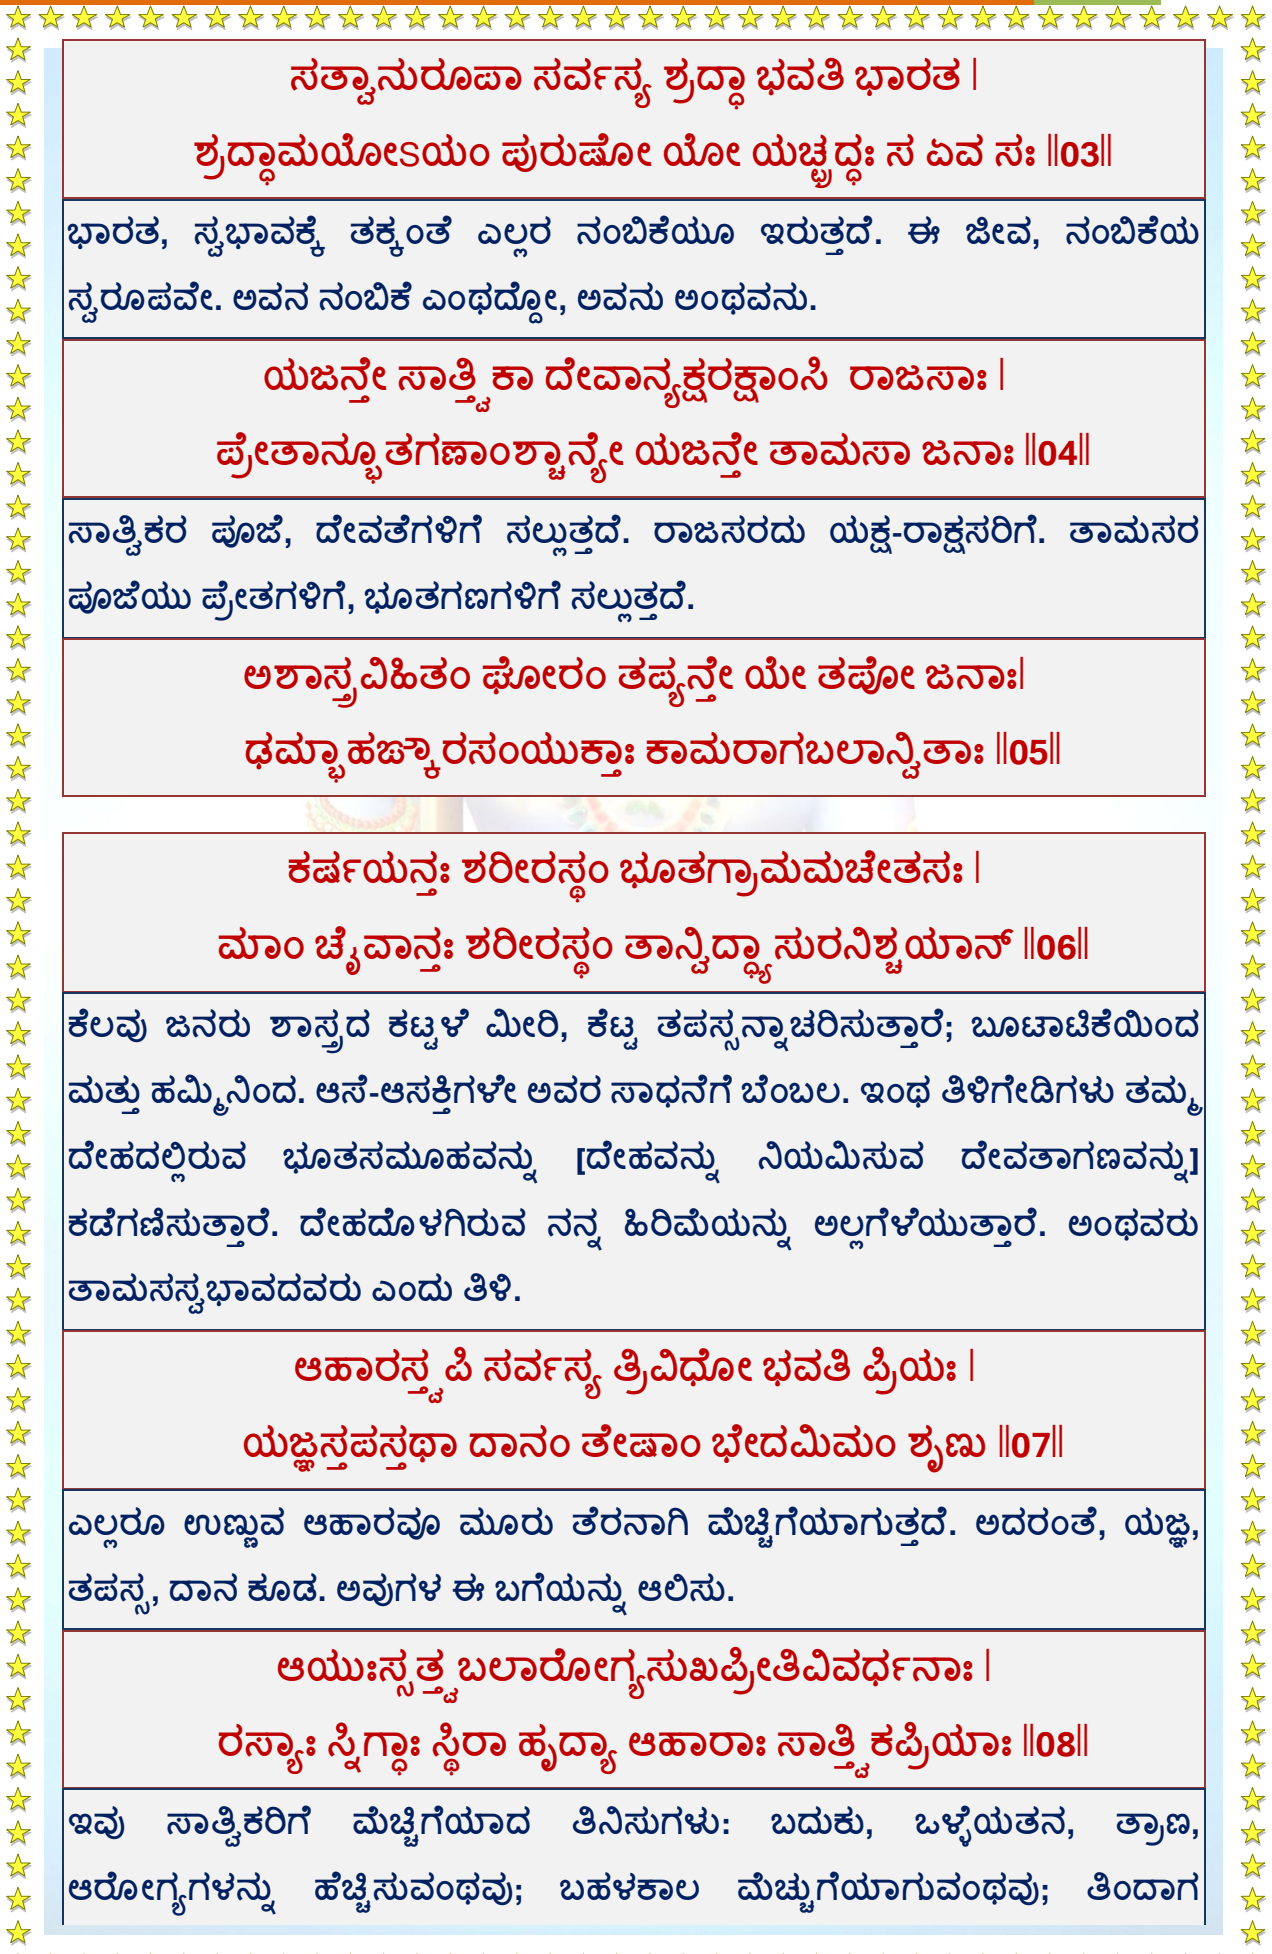 ಸತ್ವಾನುರೂಪಾ ಸರ್ವಸ್ಯ ಶ್ರದ್ಧಾ ಭವತಿ ಭಾರತ |
ಶ್ರದ್ಧಾಮಯೋSಯಂ ಪುರುಷೋ ಯೋ ಯಚ್ಛ್ರದ್ಧಃ ಸ ಏವ ಸಃ ||03||
ಭಾರತ, ಸ್ವಭಾವಕ್ಕೆ ತಕ್ಕಂತೆ ಎಲ್ಲರ ನಂಬಿಕೆಯೂ ಇರುತ್ತದೆ. ಈ ಜೀವ, ನಂಬಿಕೆಯ
ಸ್ವರೂಪವೇ. ಅವನ ನಂಬಿಕೆ ಎಂಥದ್ದೋ, ಅವನು ಅಂಥವನು.
ಯಜನ್ತೇ ಸಾತ್ತ್ವಿಕಾ ದೇವಾನ್ಯಕ್ಷರಕ್ಷಾಂಸಿ ರಾಜಸಾಃ |
ಪ್ರೇತಾನ್ಭೂತಗಣಾಂಶ್ಚಾನ್ಯೇ ಯಜನ್ತೇ ತಾಮಸಾ ಜನಾಃ ||04||
ಸಾತ್ವಿಕರ ಪೂಜೆ, ದೇವತೆಗಳಿಗೆ ಸಲ್ಲುತ್ತದೆ. ರಾಜಸರದು ಯಕ್ಷ-ರಾಕ್ಷಸರಿಗೆ. ತಾಮಸರ
ಪೂಜೆಯು ಪ್ರೇತಗಳಿಗೆ, ಭೂತಗಣಗಳಿಗೆ ಸಲ್ಲುತ್ತದೆ.
ಅಶಾಸ್ತ್ರವಿಹಿತಂ ಘೋರಂ ತಪ್ಯನ್ತೇ ಯೇ ತಪೋ ಜನಾಃ|
ಢಮ್ಭಾಹಙ್ಕಾರಸಂಯುಕ್ತಾಃ ಕಾಮರಾಗಬಲಾನ್ವಿತಾಃ ||05||
ಕರ್ಷಯನ್ತಃ ಶರೀರಸ್ಥಂ ಭೂತಗ್ರಾಮಮಚೇತಸಃ |
ಮಾಂ ಚೈವಾನ್ತಃ ಶರೀರಸ್ಥಂ ತಾನ್ವಿದ್ಧ್ಯಾಸುರನಿಶ್ಚಯಾನ್ ||06||
ಕೆಲವು ಜನರು ಶಾಸ್ತ್ರದ ಕಟ್ಟಳೆ ಮೀರಿ, ಕೆಟ್ಟ ತಪಸ್ಸನ್ನಾಚರಿಸುತ್ತಾರೆ; ಬೂಟಾಟಿಕೆಯಿಂದ
ಮತ್ತು ಹಮ್ಮಿನಿಂದ. ಆಸೆ-ಆಸಕ್ತಿಗಳೇ ಅವರ ಸಾಧನೆಗೆ ಬೆಂಬಲ. ಇಂಥ ತಿಳಿಗೇಡಿಗಳು ತಮ್ಮ
ದೇಹದಲ್ಲಿರುವ ಭೂತಸಮೂಹವನ್ನು [ದೇಹವನ್ನು ನಿಯಮಿಸುವ ದೇವತಾಗಣವನ್ನು]
ಕಡೆಗಣಿಸುತ್ತಾರೆ. ದೇಹದೊಳಗಿರುವ ನನ್ನ ಹಿರಿಮೆಯನ್ನು ಅಲ್ಲಗೆಳೆಯುತ್ತಾರೆ. ಅಂಥವರು
ತಾಮಸಸ್ವಭಾವದವರು ಎಂದು ತಿಳಿ.
ಆಹಾರಸ್ತ್ವಪಿ ಸರ್ವಸ್ಯ ತ್ರಿವಿಧೋ ಭವತಿ ಪ್ರಿಯಃ |
ಯಜ್ಞಸ್ತಪಸ್ತಥಾ ದಾನಂ ತೇಷಾಂ ಭೇದಮಿಮಂ ಶೃಣು ||07||
ಎಲ್ಲರೂ ಉಣ್ಣುವ ಆಹಾರವೂ ಮೂರು ತೆರನಾಗಿ ಮೆಚ್ಚಿಗೆಯಾಗುತ್ತದೆ. ಅದರಂತೆ, ಯಜ್ಞ,
ತಪಸ್ಸ, ದಾನ ಕೂಡ. ಅವುಗಳ ಈ ಬಗೆಯನ್ನು ಆಲಿಸು.
ಆಯುಃಸ್ಸತ್ತ್ವಬಲಾರೋಗ್ಯಸುಖಪ್ರೀತಿವಿವರ್ಧನಾಃ |
ರಸ್ಯಾಃ ಸ್ನಿಗ್ಧಾಃ ಸ್ಥಿರಾ ಹೃದ್ಯಾ ಆಹಾರಾಃ ಸಾತ್ತ್ವಿಕಪ್ರಿಯಾಃ ||08||
ಇವು ಸಾತ್ವಿಕರಿಗೆ ಮೆಚ್ಚಿಗೆಯಾದ ತಿನಿಸುಗಳು: ಬದುಕು, ಒಳ್ಳೆಯತನ, ತ್ರಾಣ,
ಆರೋಗ್ಯಗಳನ್ನು ಹೆಚ್ಚಿಸುವಂಥವು; ಬಹಳಕಾಲ ಮೆಚ್ಚುಗೆಯಾಗುವಂಥವು; ತಿಂದಾಗ